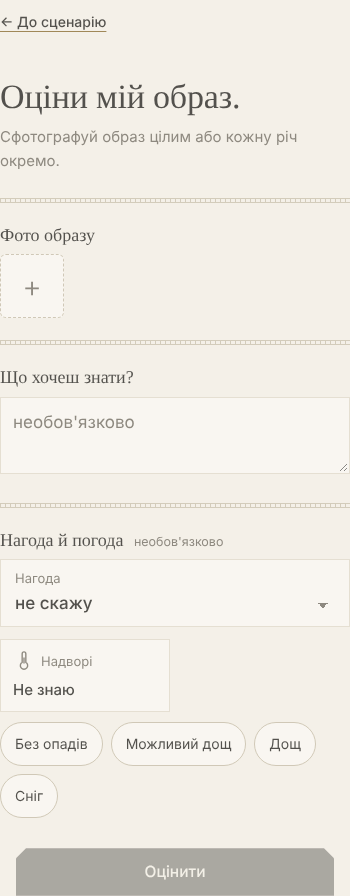 ← До сценарію
Оціни мій образ.
Сфотографуй образ цілим або кожну річ
окремо.
Фото образу
+
Що хочеш знати?
необов'язково
Нагода й погода необов'язково
Нагода
не скажу
Надворі
Не знаю
Без опадів Можливий дощ Дощ
Сніг
Оцінити